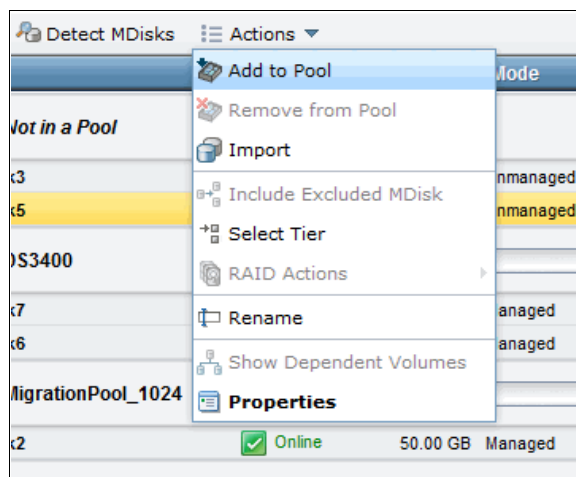 Detect MDisks Actions
Add to Pool Mode
Remove from Pool
Not in a Pool
Import
k3 nmanaged
Include Excluded MDisk
k5 nmanaged
Select Tier
DS3400
RAID Actions
k7 anaged
Rename
k6 anaged
Show Dependent Volumes
MigrationPool_1024
Properties
k2 Online 50.00 GB Managed